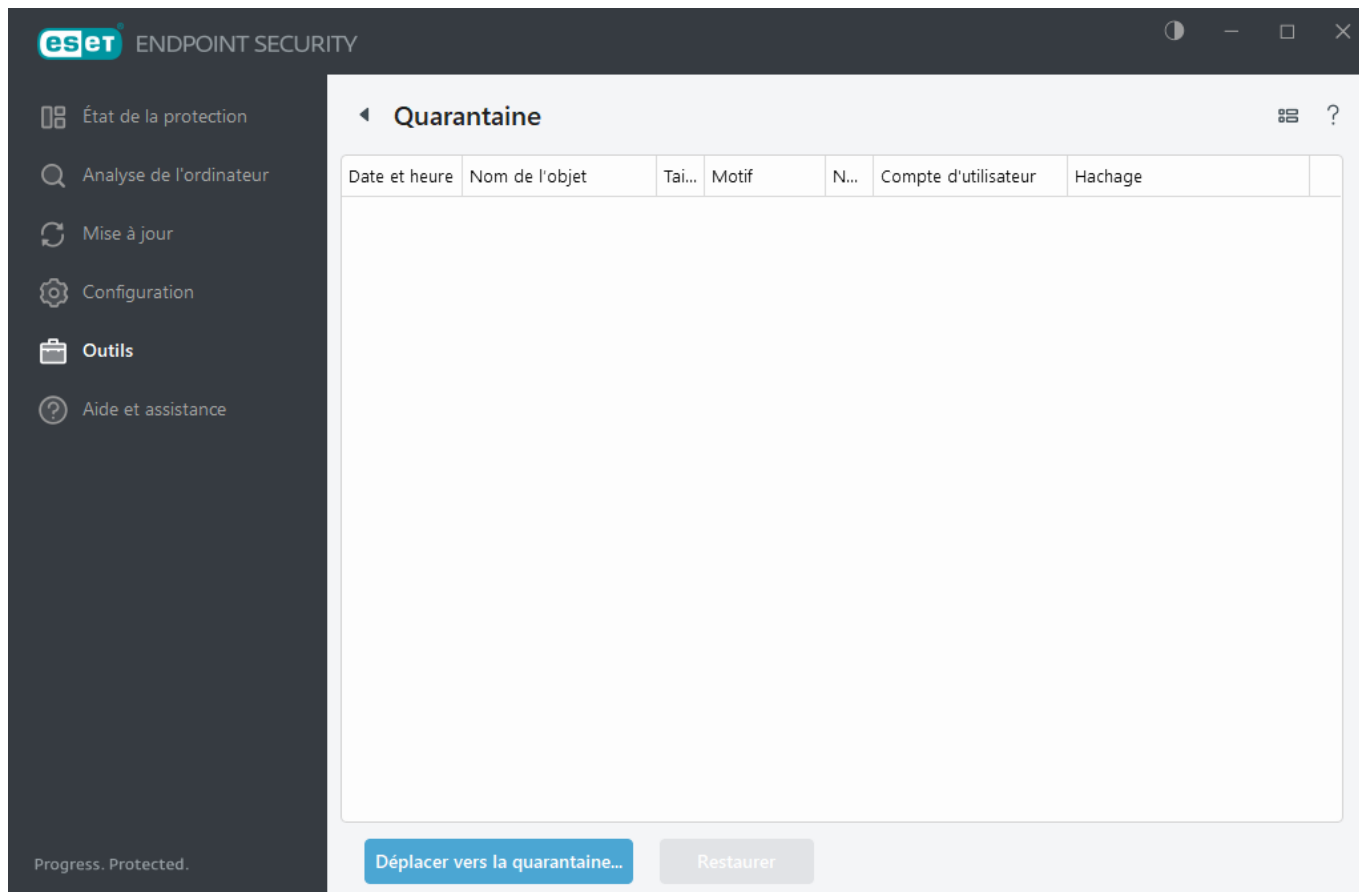 eset ENDPOINT SECURITY
État de la protection
Analyse de l'ordinateur
Mise à jour
Configuration
Outils
Aide et assistance
Progress. Protected.
Quarantaine
?
Date et heure Nom de l'objet Tai... Motif N... Compte d'utilisateur Hachage
Déplacer vers la quarantaine... Restaurer